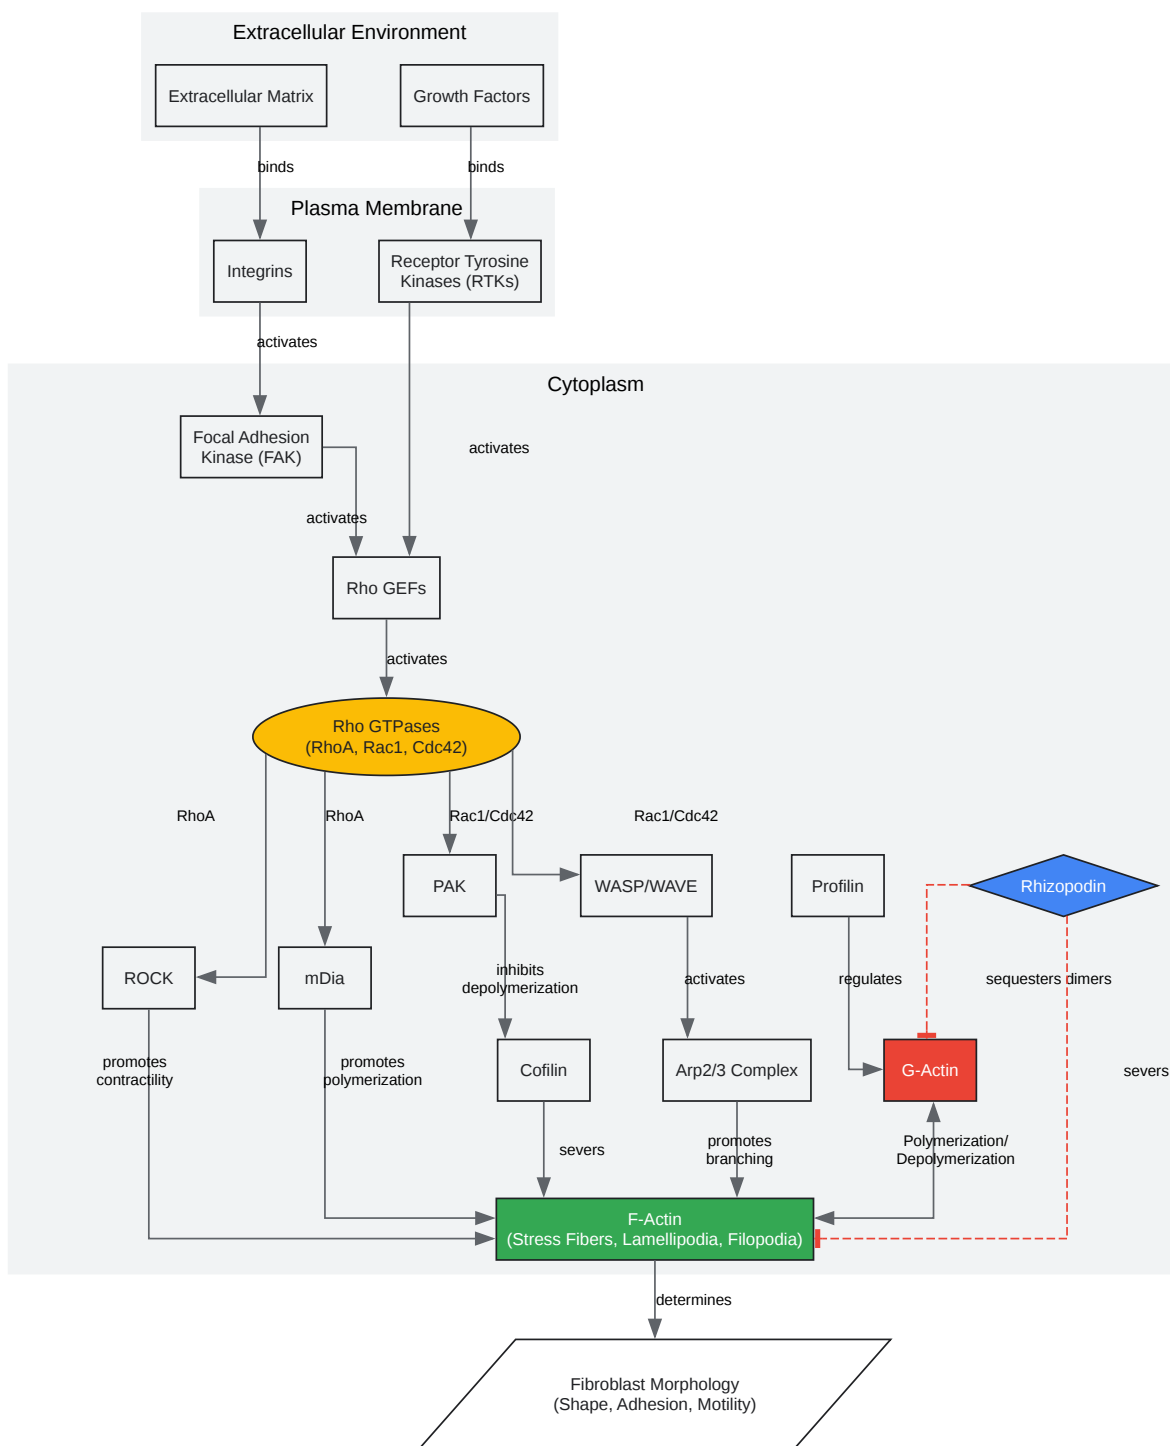 Extracellular Environment
Extracellular Matrix
Growth Factors
binds
binds
Plasma Membrane
Integrins
Receptor Tyrosine
Kinases (RTKs)
activates
Cytoplasm
Focal Adhesion
Kinase (FAK)
activates
activates
Rho GEFs
activates
Rho GTPases
(RhoA, Rac1, Cdc42)
RhoA
RhoA
Rac1/Cdc42
Rac1/Cdc42
PAK
WASP/WAVE
Profilin
Rhizopodin
ROCK
mDia
inhibits
depolymerization
activates
regulates
sequesters dimers
promotes
contractility
promotes
polymerization
Cofilin
Arp2/3 Complex
G-Actin
severs
severs
promotes
branching
Polymerization/
Depolymerization
F-Actin
(Stress Fibers, Lamellipodia, Filopodia)
determines
Fibroblast Morphology
(Shape, Adhesion, Motility)